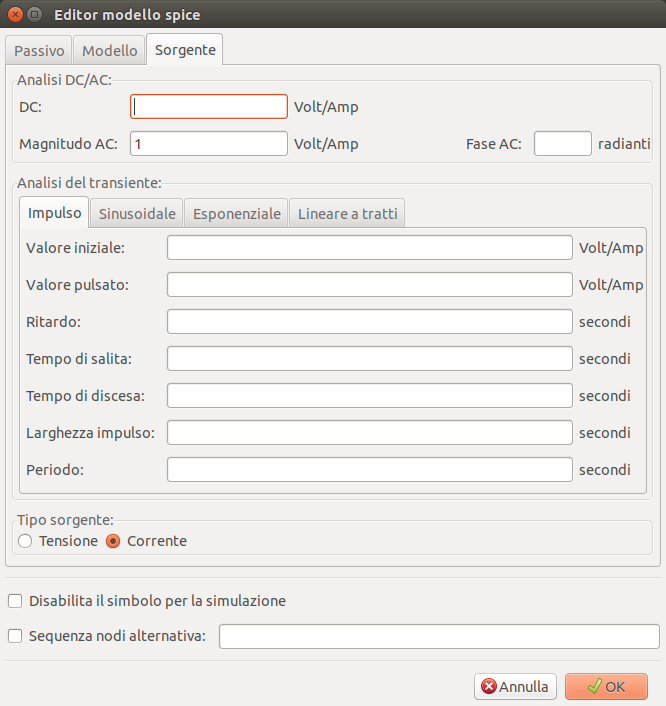 Editor modello spice
Passivo Modello Sorgente
Analisi DC/AC:
DC: Volt/Amp
Magnitudo AC: 1 Volt/Amp Fase AC: radianti
Analisi del transiente:
Impulso Sinusoidale Esponenziale Lineare a tratti
Valore iniziale: Volt/Amp
Valore pulsato: Volt/Amp
Ritardo: secondi
Tempo di salita: secondi
Tempo di discesa: secondi
Larghezza impulso: secondi
Periodo: secondi
Tipo sorgente:
Tensione Corrente
Disabilita il simbolo per la simulazione
Sequenza nodi alternativa:
Annulla OK